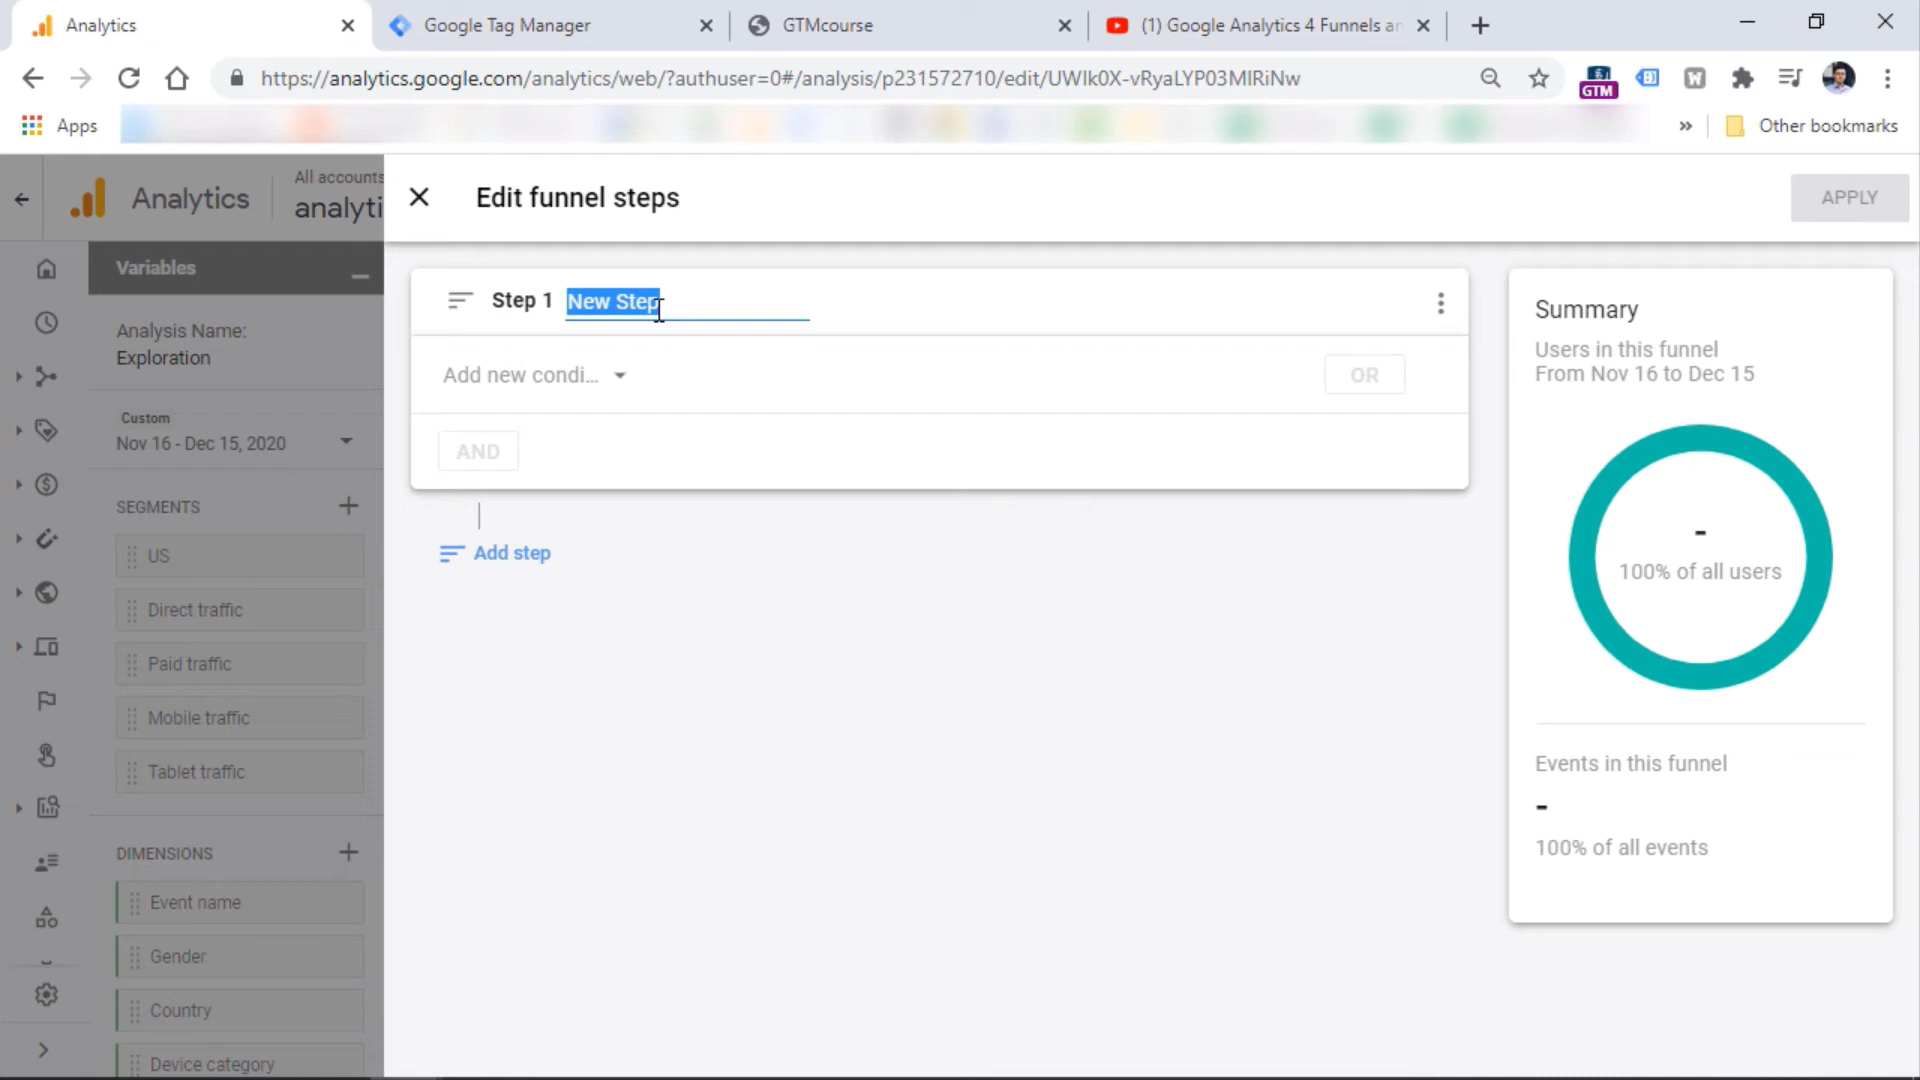 Analytics
Google Tag Manager
GTMcourse
(1) Google Analytics 4 Funnels an
https://analytics.google.com/analytics/web/?authuser=0#/analysis/p231572710/edit/UWIk0X-vRyaLYP03MIRiNw
GTM
Apps
Other bookmarks
Analytics
All accounts
analyti
Edit funnel steps
APPLY
Variables
Analysis Name:
Exploration
Custom
Nov 16 - Dec 15, 2020
SEGMENTS
US
Direct traffic
Paid traffic
Mobile traffic
Tablet traffic
DIMENSIONS
Event name
Gender
Country
Device category
Step 1 New Step
Add new condi...
OR
AND
Add step
Summary
Users in this funnel
From Nov 16 to Dec 15
-
100% of all users
Events in this funnel
-
100% of all events